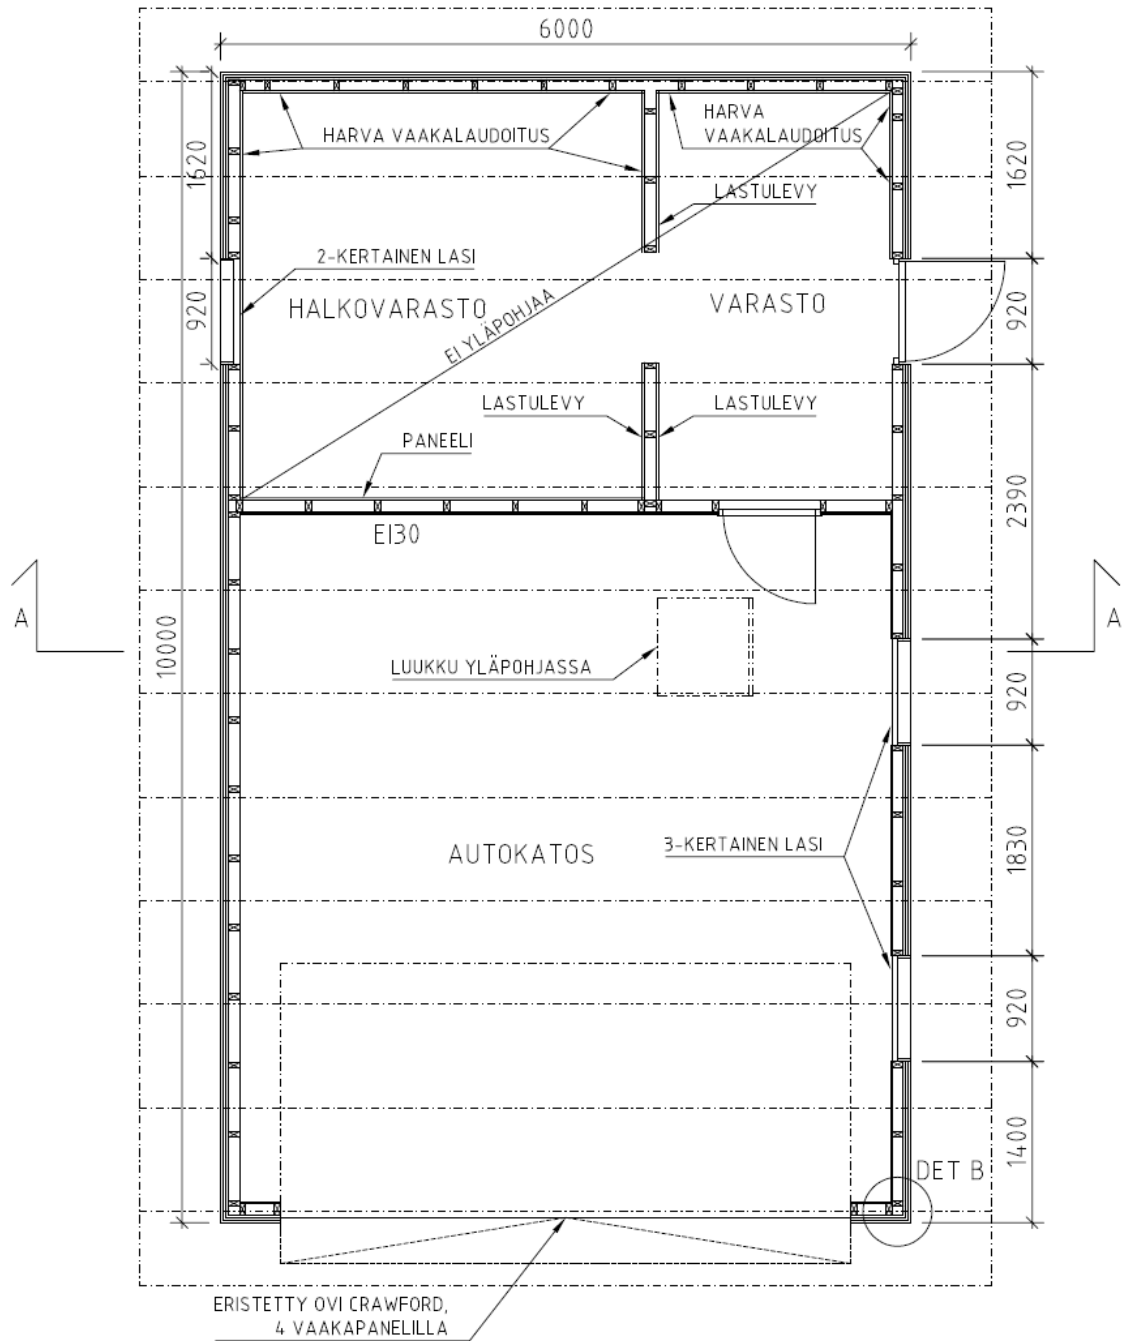 6000
HARVA VAAKALAUDOITUS
HARVA
VAAKALAUDOITUS
1620
1620
LASTULEVY
2-KERTAINEN LASI
HALKOVARASTO
VARASTO
EI YLÄPOHJAA
920
920
LASTULEVY
LASTULEVY
PANEELI
2390
EI30
A
A
10000
LUUKKU YLÄPOHJASSA
920
AUTOKATOS
3-KERTAINEN LASI
1830
920
1400
DET B
ERISTETTY OVI CRAWFORD,
4 VAAKAPANELILLA